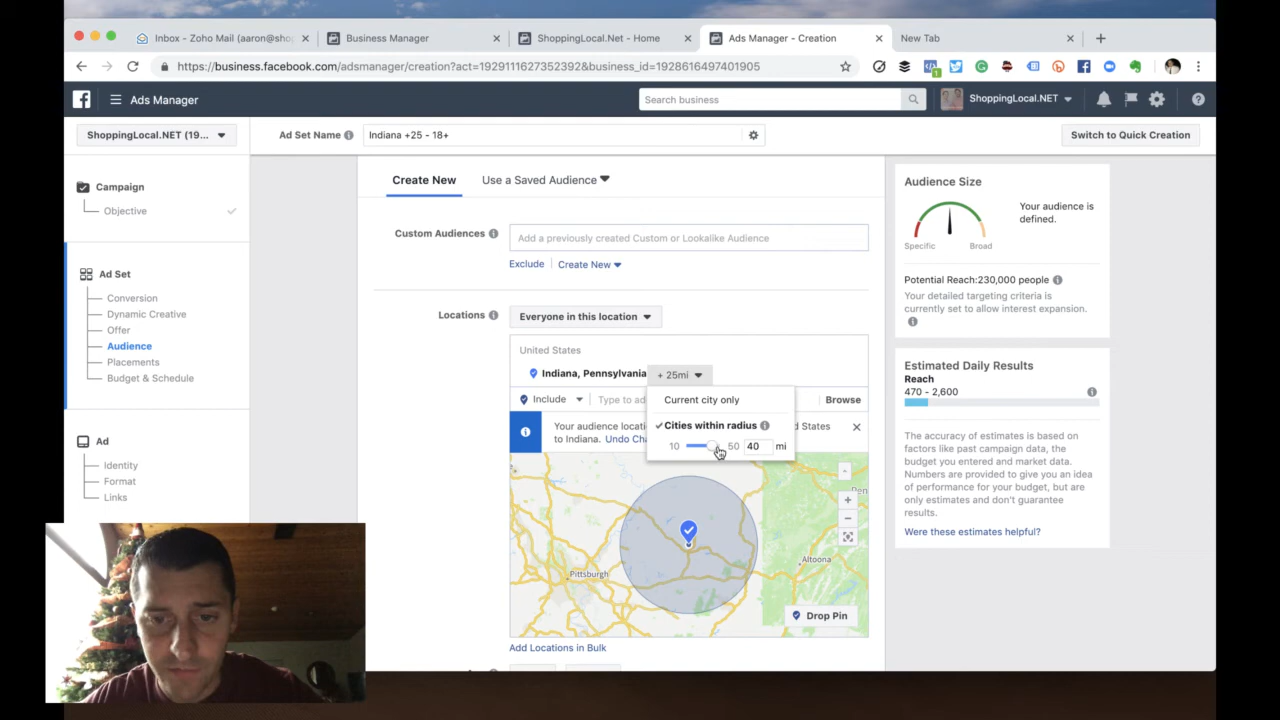 Inbox - Zoho Mail (aaron@sho
Business Manager
ShoppingLocal.Net - Home
Ads Manager - Creation
New Tab
https://business.facebook.com/adsmanager/creation?act=1929111627352392&business_id=1928616497401905
Ads Manager
Search business
ShoppingLocal.NET
ShoppingLocal.NET (19...
Ad Set Name
Indiana +25 - 18+
Switch to Quick Creation
Campaign
Objective
Ad Set
Conversion
Dynamic Creative
Offer
Audience
Placements
Budget & Schedule
Ad
Identity
Format
Links
Create New
Use a Saved Audience
Custom Audiences
Add a previously created Custom or Lookalike Audience
Exclude
Create New
Locations
Everyone in this location
United States
Indiana, Pennsylvania
+ 25mi
Include
Type to ad
Browse
Current city only
Cities within radius
10
50
40
mi
Your audience locati
d States
to Indiana. Undo Cha
Pittsburgh
Altoona
Pen
Drop Pin
Add Locations in Bulk
Audience Size
Specific
Broad
Your audience is
defined.
Potential Reach:230,000 people
Your detailed targeting criteria is
currently set to allow interest expansion.
Estimated Daily Results
Reach
470 - 2,600
The accuracy of estimates is based on
factors like past campaign data, the
budget you entered and market data.
Numbers are provided to give you an idea
of performance for your budget, but are
only estimates and don't guarantee
results.
Were these estimates helpful?